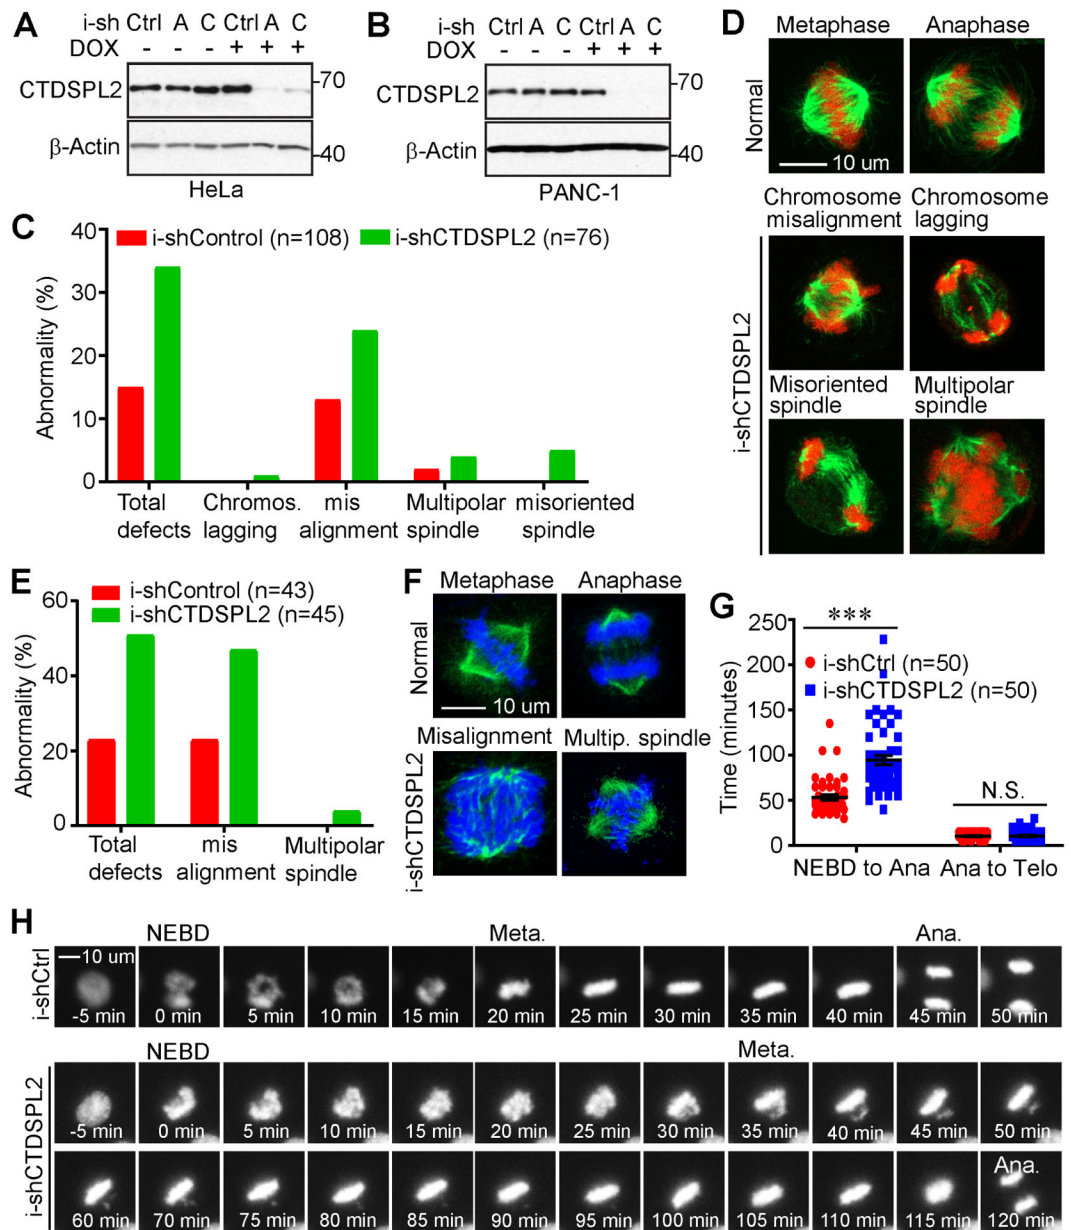 A
i-sh Ctrl A C Ctrl A C
DOX - - - + + +
CTDSPL2
-70
β-Actin
-40
HeLa
B
i-sh Ctrl A C Ctrl A C
DOX - - - + + +
CTDSPL2
-70
β-Actin
-40
PANC-1
C
i-shControl (n=108) i-shCTDSPL2 (n=76)
Abnormality (%)
40
30
20
10
0
Total defects
Chromos. lagging
mis alignment
Multipolar spindle
misoriented spindle
D
Metaphase Anaphase
Normal
10 um
Chromosome misalignment
Chromosome lagging
i-shCTDSPL2
Misoriented spindle
Multipolar spindle
E
i-shControl (n=43)
i-shCTDSPL2 (n=45)
Abnormality (%)
60
40
20
0
Total defects
mis alignment
Multipolar spindle
F
Metaphase Anaphase
Normal
10 um
Misalignment Multip. spindle
i-shCTDSPL2
G
Time (minutes)
250
200
150
100
50
0
***
i-shCtrl (n=50)
i-shCTDSPL2 (n=50)
N.S.
NEBD to Ana Ana to Telo
H
NEBD Meta. Ana.
i-shCtrl
10 um
-5 min 0 min 5 min 10 min 15 min 20 min 25 min 30 min 35 min 40 min 45 min 50 min
NEBD Meta.
i-shCTDSPL2
-5 min 0 min 5 min 10 min 15 min 20 min 25 min 30 min 35 min 40 min 45 min 50 min
Ana.
60 min 70 min 75 min 80 min 85 min 90 min 95 min 100 min 105 min 110 min 115 min 120 min